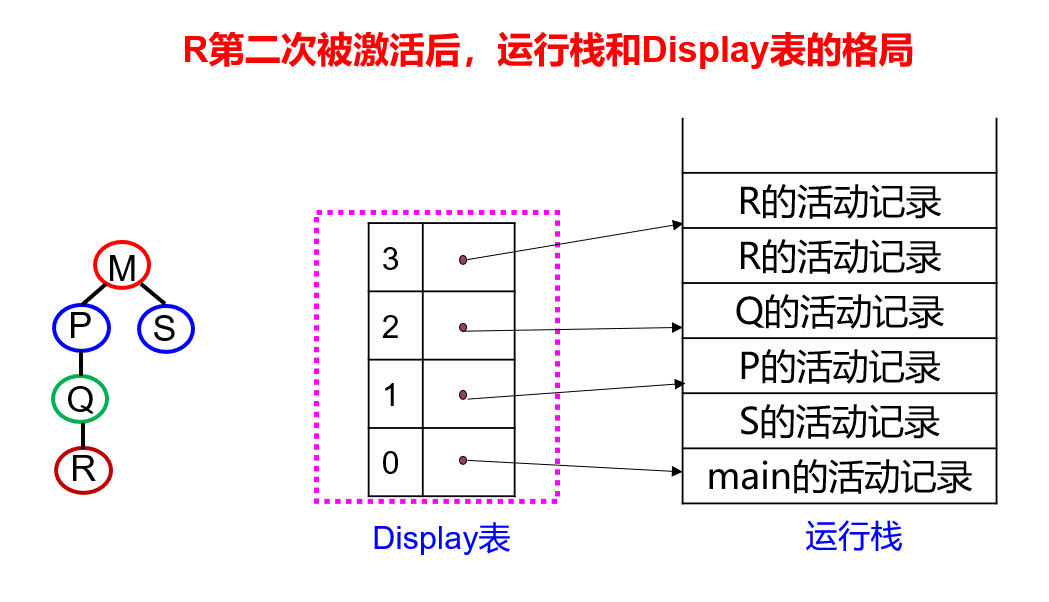 R第二次被激活后，运行栈和Display表的格局
M
P
S
Q
R
3
2
1
0
Display表
R的活动记录
R的活动记录
Q的活动记录
P的活动记录
S的活动记录
main的活动记录
运行栈